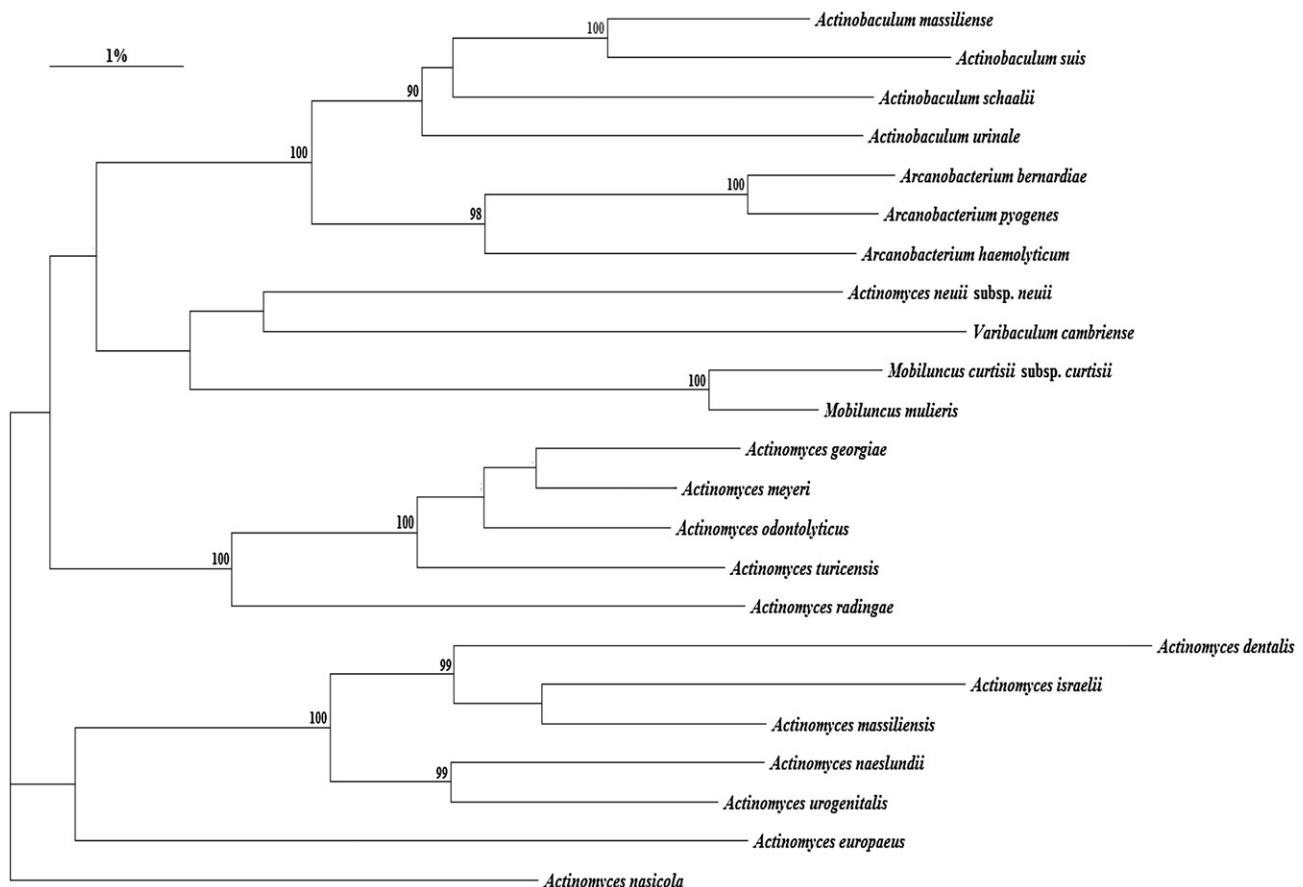 100
Actinobaculum massiliense
1%
Actinobaculum suis
90
Actinobaculum schaalii
Actinobaculum urinale
100
Arcanobacterium bernardiae
100
Arcanobacterium pyogenes
98
Arcanobacterium haemolyticum
Actinomyces neuii subsp. neuii
Varibaculum cambriense
Mobiluncus curtisii subsp. curtisii
100
Mobiluncus mulieris
Actinomyces georgiae
Actinomyces meyeri
Actinomyces odontolyticus
100
Actinomyces turicensis
100
Actinomyces radingae
Actinomyces dentalis
99
Actinomyces israelii
100
Actinomyces massiliensis
Actinomyces naeslundii
99
Actinomyces urogenitalis
Actinomyces europaeus
Actinomyces nasicola